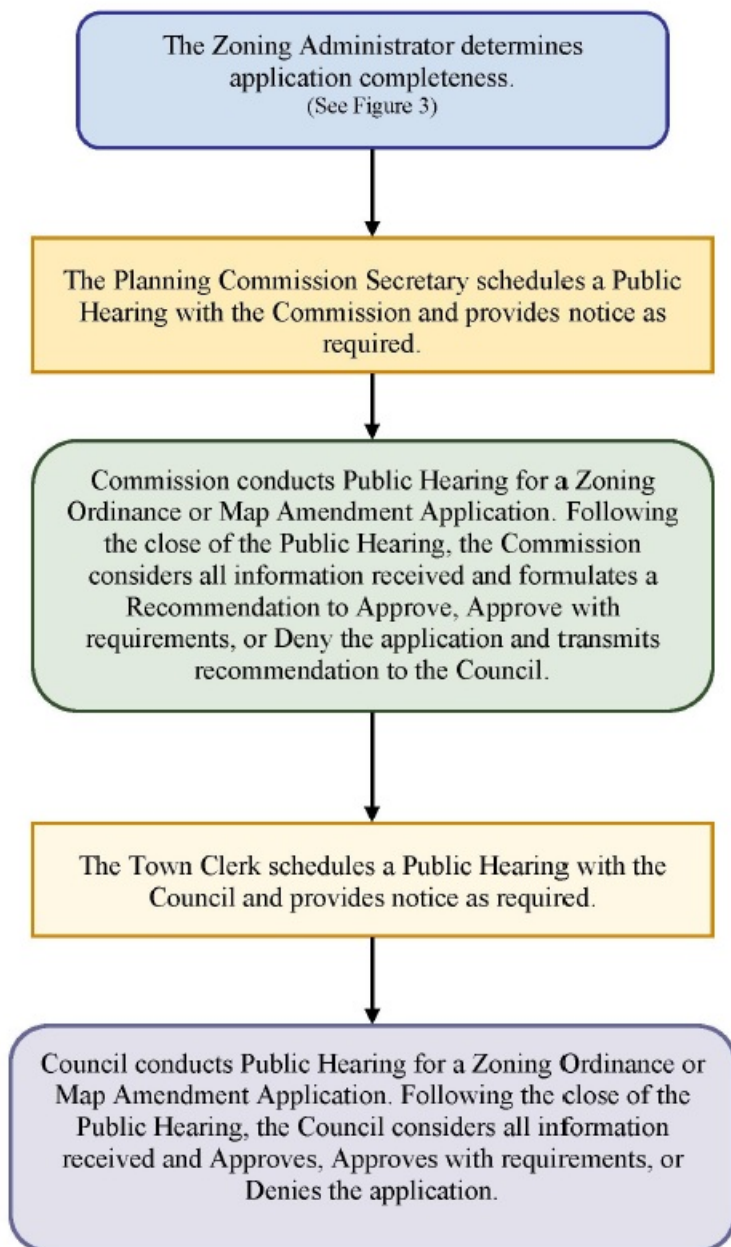 The Zoning Administrator determines
application completeness.
(See Figure 3)
The Planning Commission Secretary schedules a Public
Hearing with the Commission and provides notice as
required.
Commission conducts Public Hearing for a Zoning
Ordinance or Map Amendment Application. Following
the close of the Public Hearing, the Commission
considers all information received and formulates a
Recommendation to Approve, Approve with
requirements, or Deny the application and transmits
recommendation to the Council.
The Town Clerk schedules a Public Hearing with the
Council and provides notice as required.
Council conducts Public Hearing for a Zoning Ordinance or
Map Amendment Application. Following the close of the
Public Hearing, the Council considers all information
received and Approves, Approves with requirements, or
Denies the application.